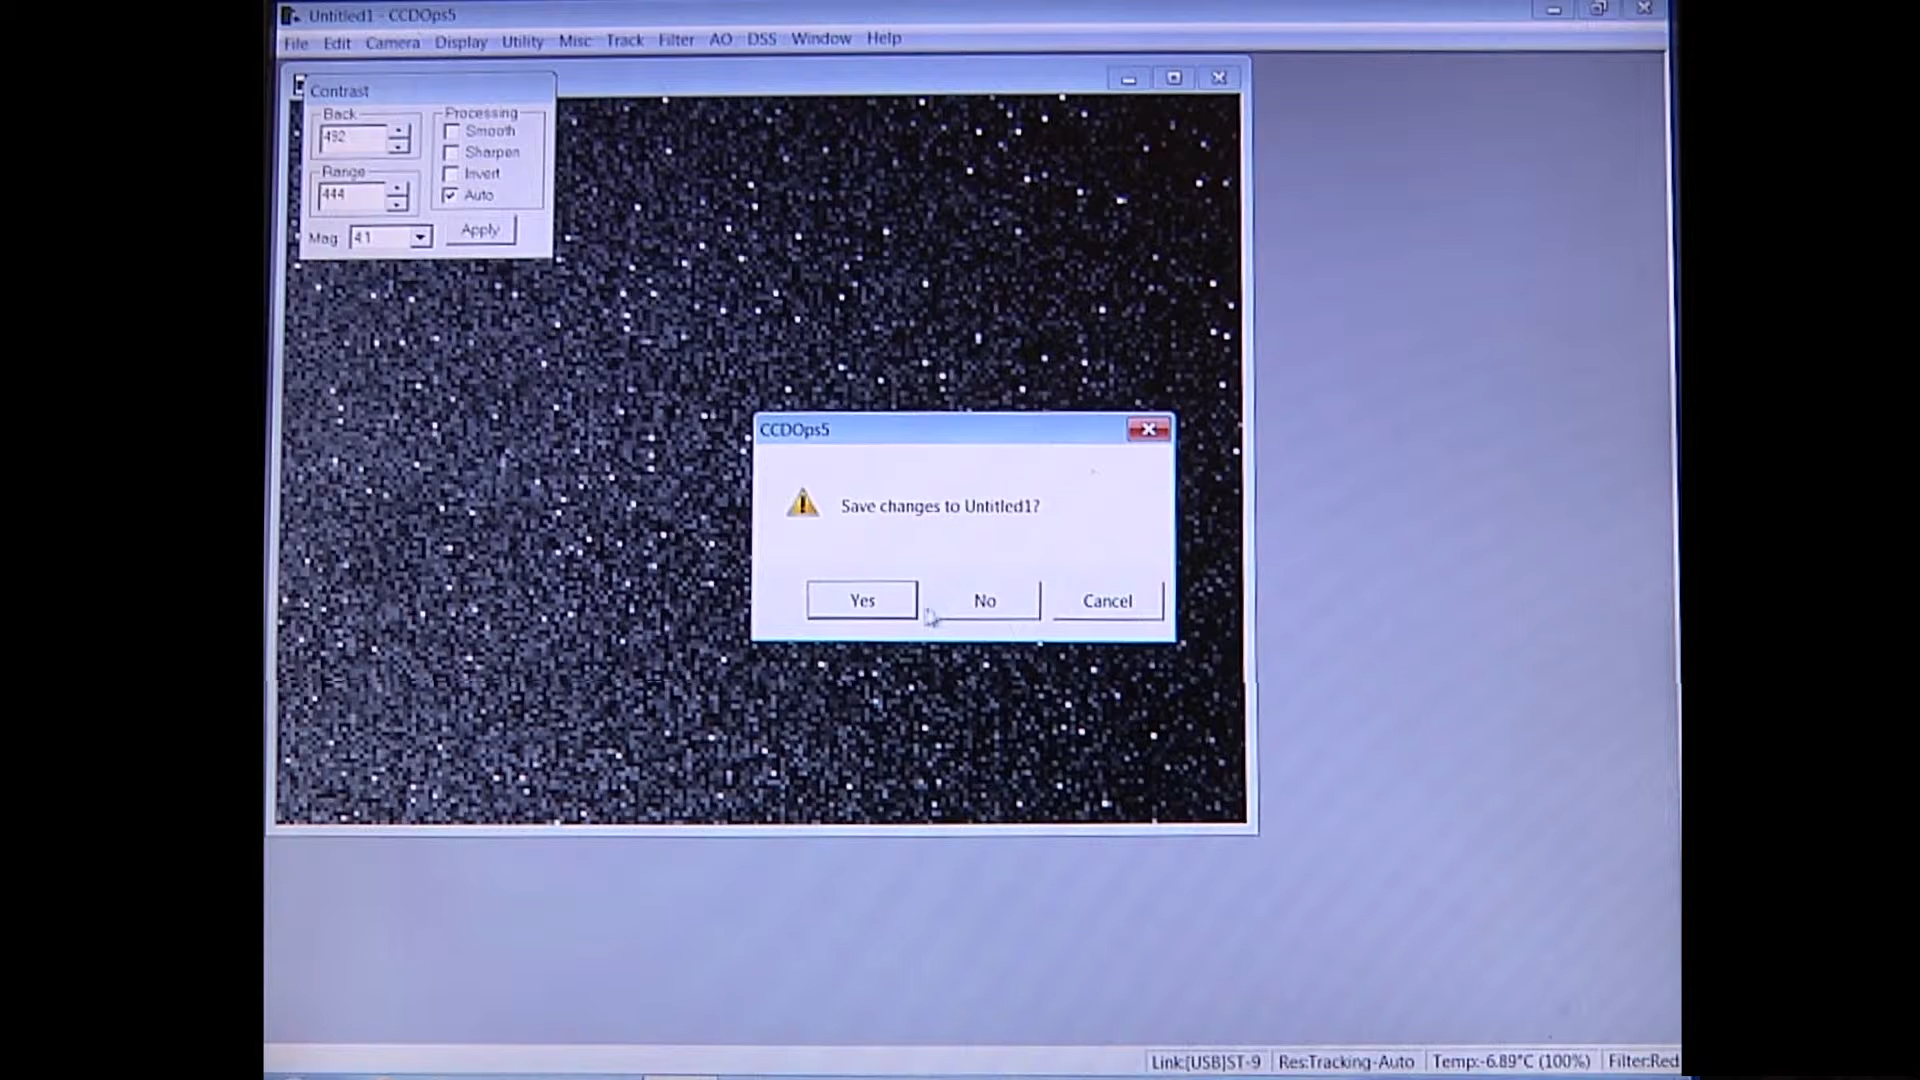 Untitled1 - CCDOps5
File Edit Camera Display Utility Misc Track Filter AO DSS Window Help
Contrast
Back
492
Range
444
Mag 4:1
Processing
Smooth
Sharpen
Invert
Auto
Apply
CCDOps5
Save changes to Untitled1?
Yes No Cancel
Link:[USB]ST-9 Res:Tracking-Auto Temp:-6.89°C (100%) Filter:Red